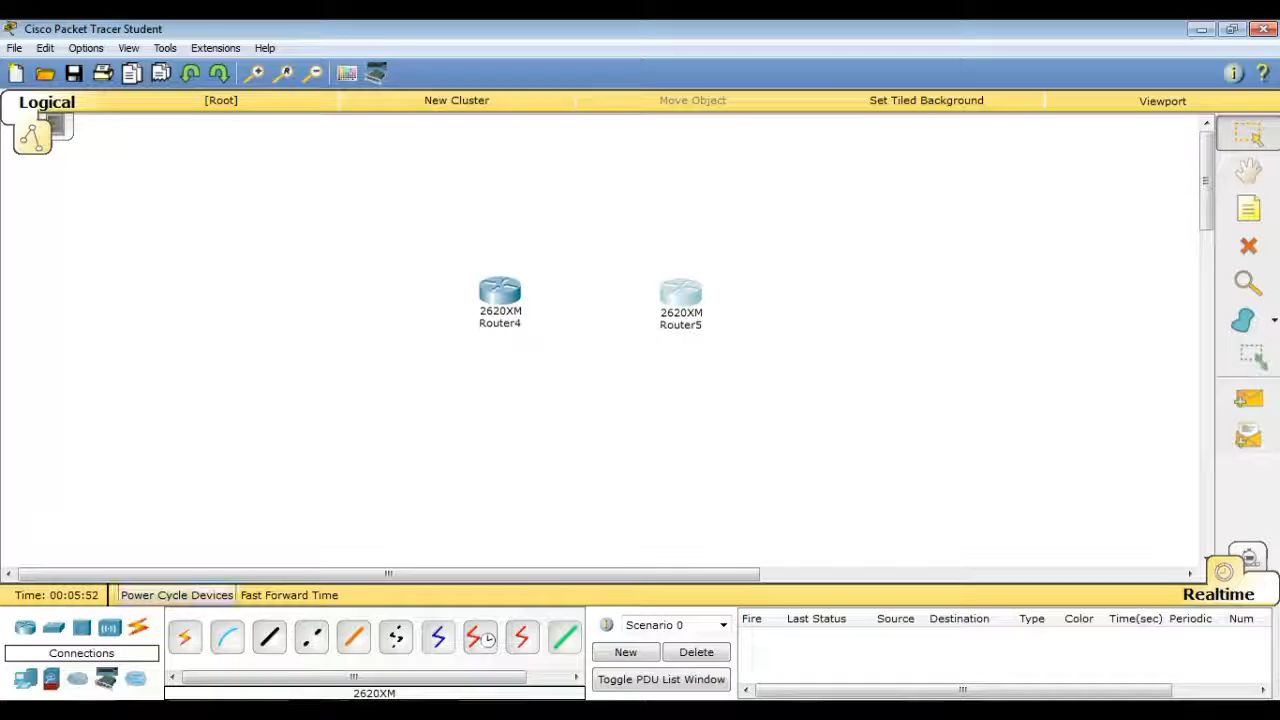 Cisco Packet Tracer Student
File Edit Options View Tools Extensions Help
Logical [Root] New Cluster Move Object Set Tiled Background Viewport
2620XM
Router4
2620XM
Router5
Time: 00:05:52 Power Cycle Devices Fast Forward Time
Realtime
Connections
2620XM
Scenario 0
New Delete
Toggle PDU List Window
Fire Last Status Source Destination Type Color Time(sec) Periodic Num